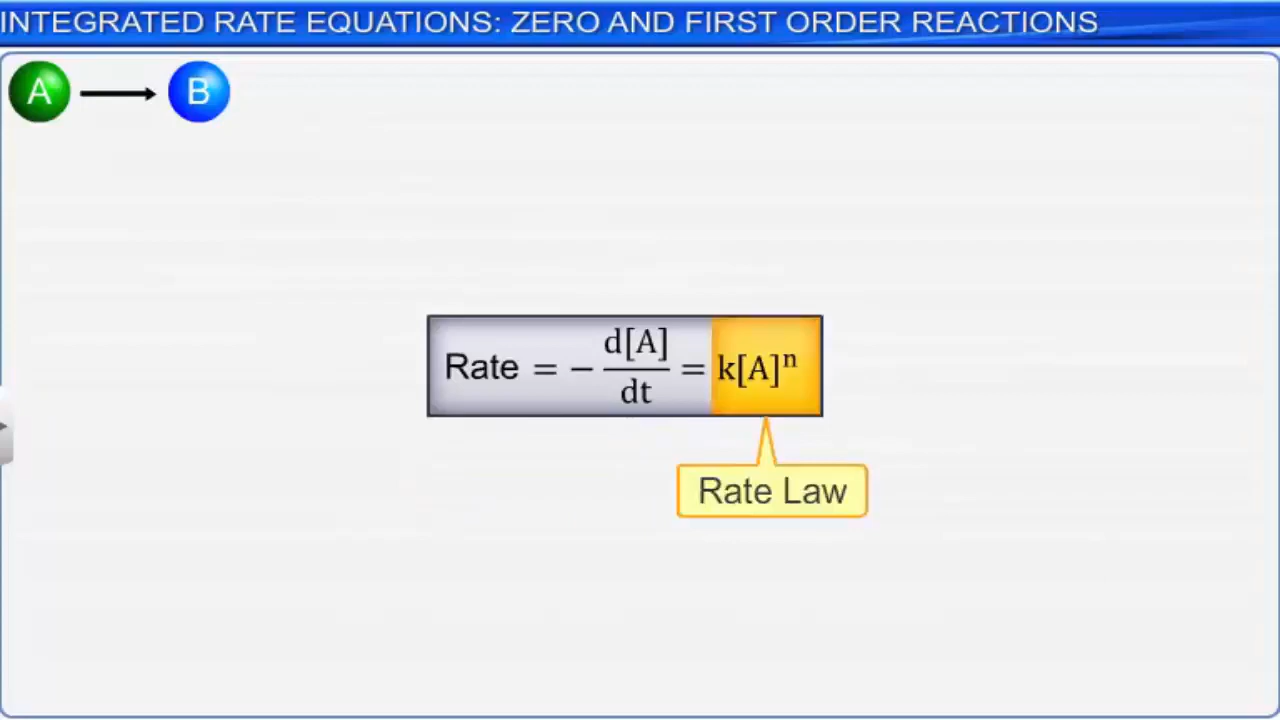 INTEGRATED RATE EQUATIONS: ZERO AND FIRST ORDER REACTIONS
A → B
Rate = − d[A]/dt = k[A]ⁿ
Rate Law